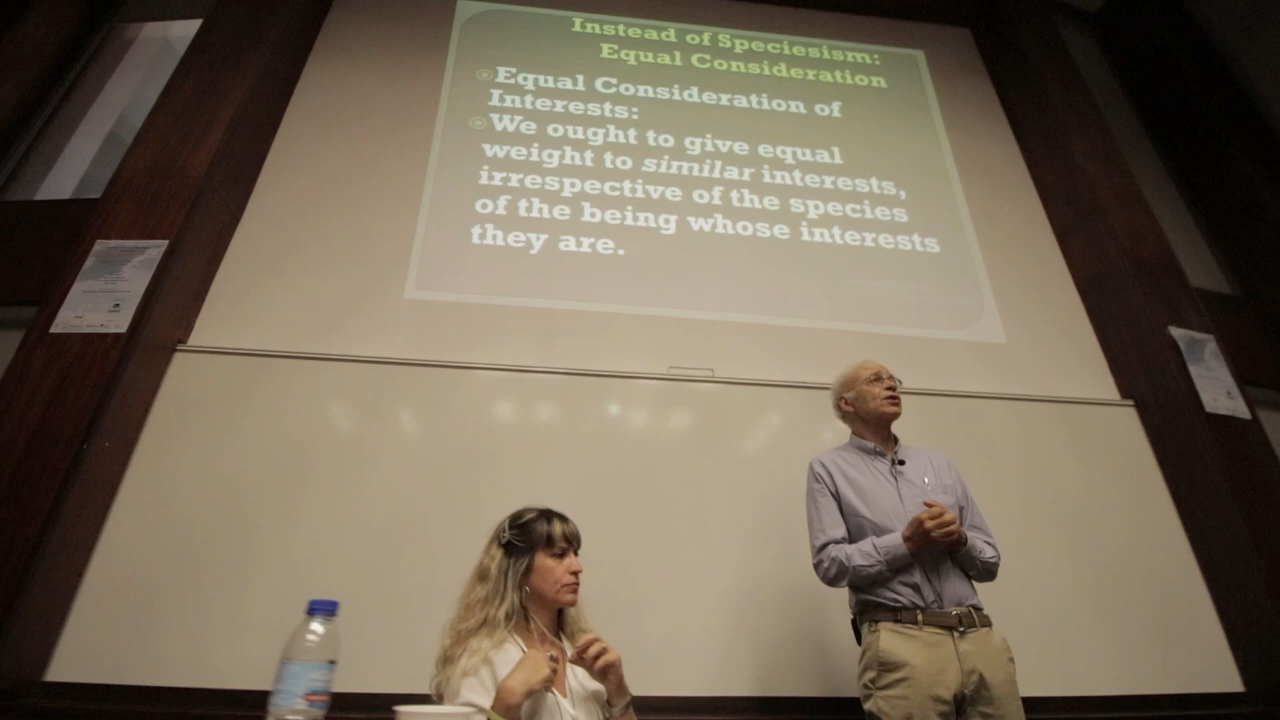 Instead of Speciesism:
Equal Consideration
Equal Consideration of
Interests:
We ought to give equal
weight to similar interests,
irrespective of the species
of the being whose interests
they are.